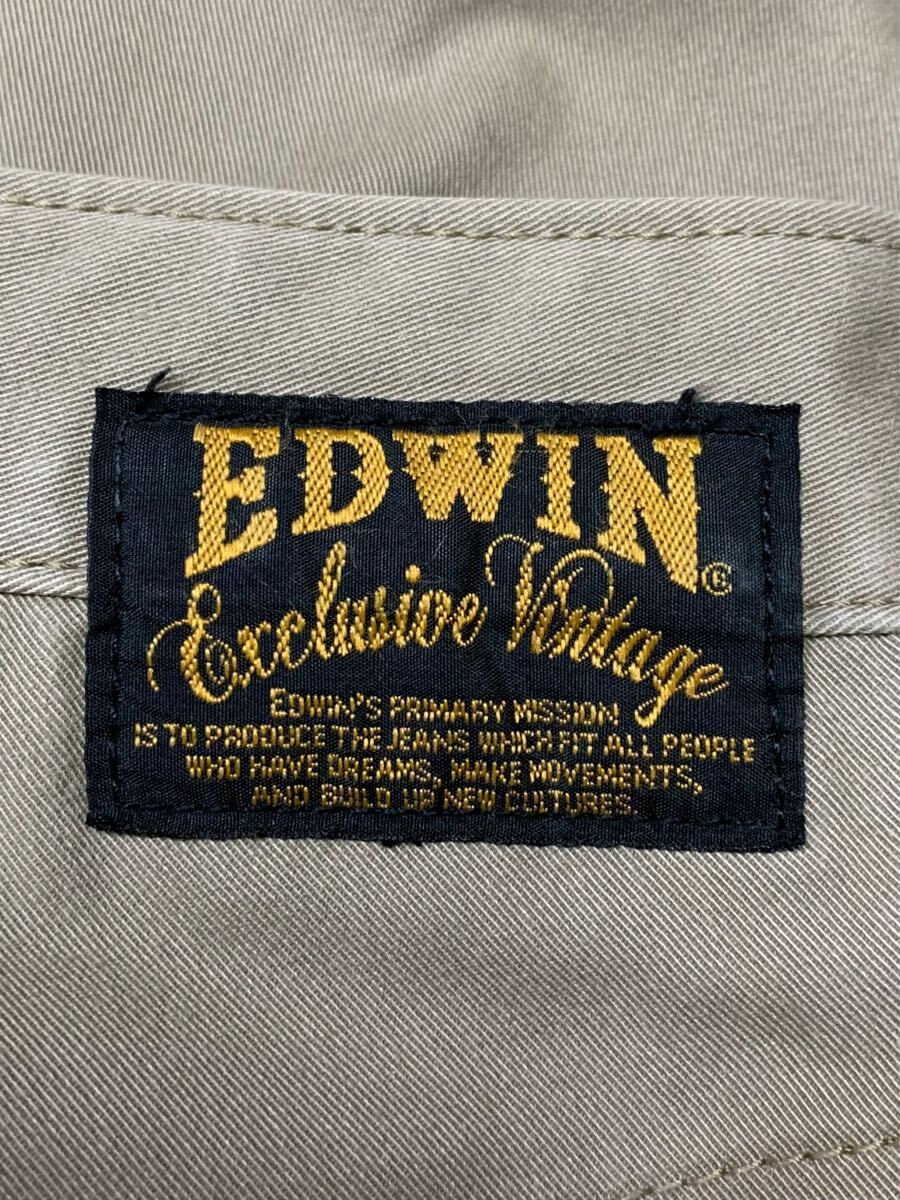 EDWIN©
Exclusive Vintage
EDWIN'S PRIMARY MISSION
IS TO PRODUCE THE JEANS WHICH FIT ALL PEOPLE
WHO HAVE DREAMS, MAKE MOVEMENTS,
AND BUILD UP NEW CULTURES.